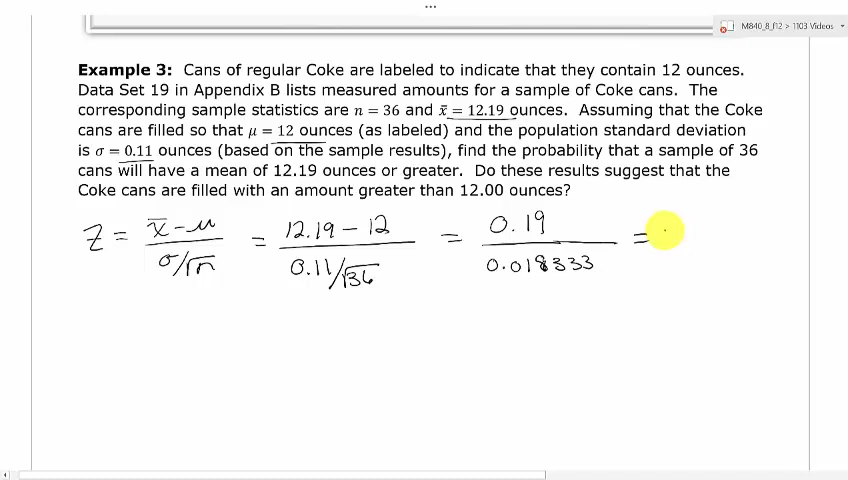 ...
M840_8_f12 > 1103 Videos
Example 3: Cans of regular Coke are labeled to indicate that they contain 12 ounces.
Data Set 19 in Appendix B lists measured amounts for a sample of Coke cans. The
corresponding sample statistics are n = 36 and x̄ = 12.19 ounces. Assuming that the Coke
cans are filled so that μ = 12 ounces (as labeled) and the population standard deviation
is σ = 0.11 ounces (based on the sample results), find the probability that a sample of 36
cans will have a mean of 12.19 ounces or greater. Do these results suggest that the
Coke cans are filled with an amount greater than 12.00 ounces?
Z = (x̄ - μ)/(σ/√n) = (12.19 - 12)/(0.11/√36) = 0.19/0.018333 =